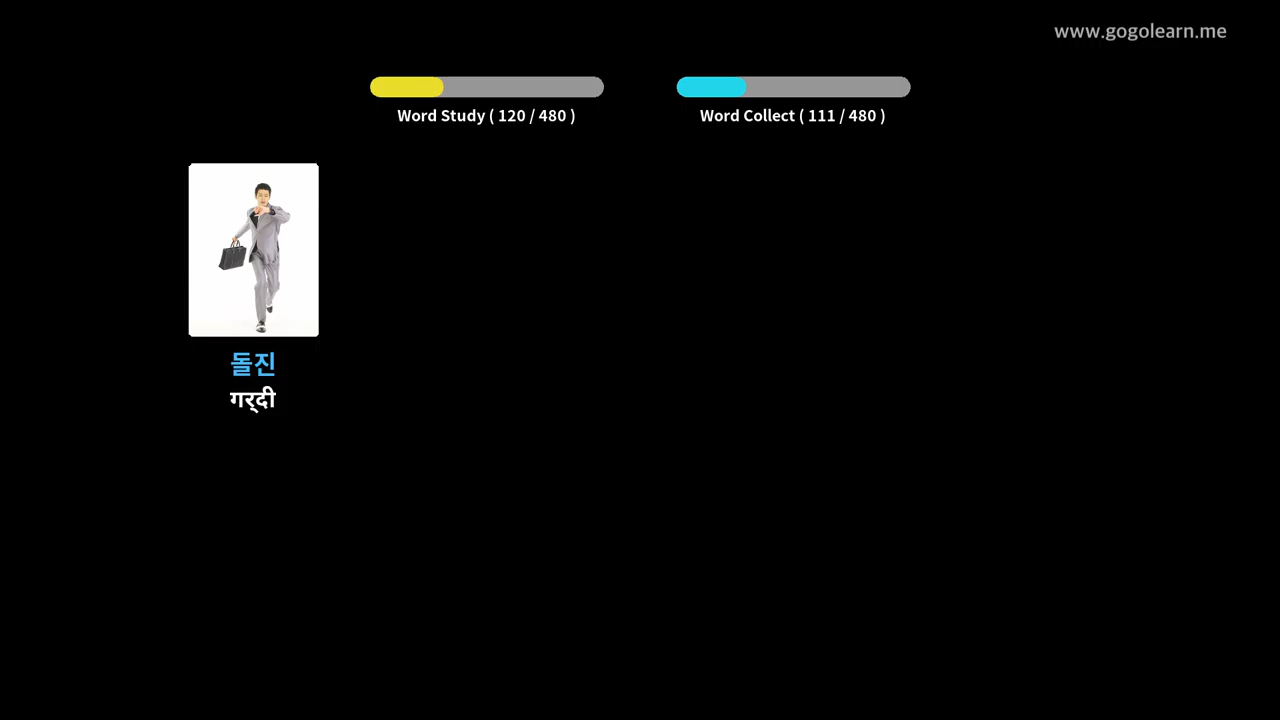 www.gogolearn.me
Word Study ( 120 / 480 )
Word Collect ( 111 / 480 )
돌진
गर्‍दी